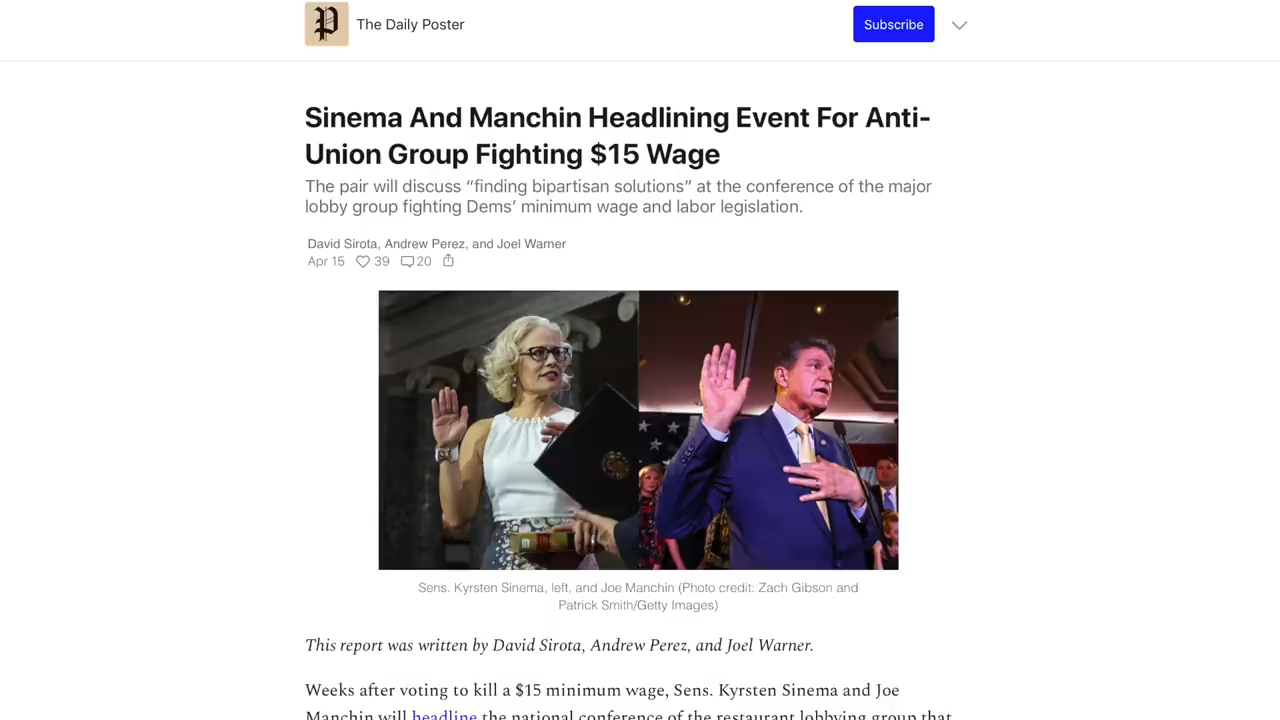 The Daily Poster
Subscribe
Sinema And Manchin Headlining Event For Anti-
Union Group Fighting $15 Wage
The pair will discuss “finding bipartisan solutions” at the conference of the major
lobby group fighting Dems’ minimum wage and labor legislation.
David Sirota, Andrew Perez, and Joel Warner
Apr 15 39 20
Sens. Kyrsten Sinema, left, and Joe Manchin (Photo credit: Zach Gibson and
Patrick Smith/Getty Images)
This report was written by David Sirota, Andrew Perez, and Joel Warner.
Weeks after voting to kill a $15 minimum wage, Sens. Kyrsten Sinema and Joe
Manchin will headline the national conference of the restaurant lobbying group that